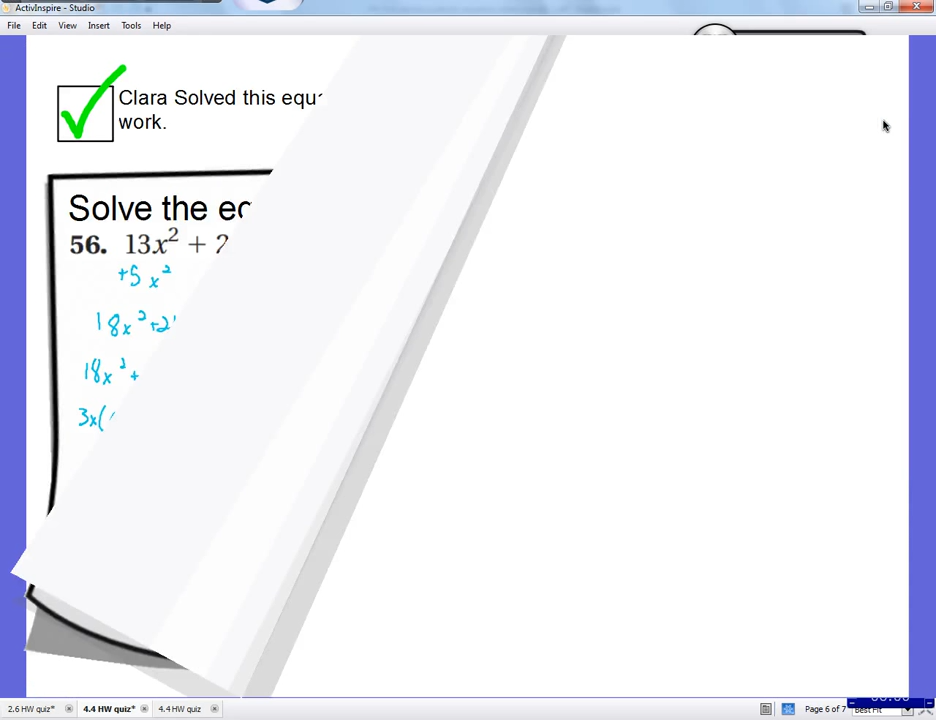 ActivInspire - Studio
File Edit View Insert Tools Help
Clara Solved this equa
work.
Solve the eq
56. 13x² + 2
+5x²
18x²+2
18x²+
3x(
2.6 HW quiz* 4.4 HW quiz* 4.4 HW quiz
Page 6 of 7 Best Fit